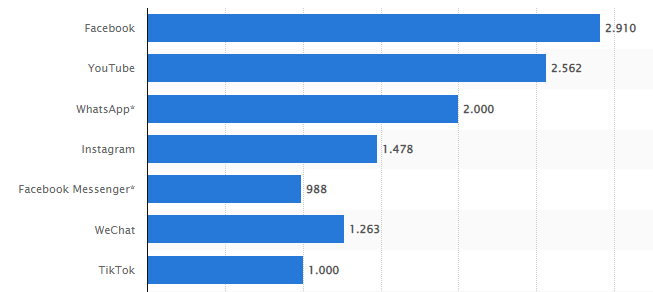 Facebook 2.910
YouTube 2.562
WhatsApp* 2.000
Instagram 1.478
Facebook Messenger* 988
WeChat 1.263
TikTok 1.000